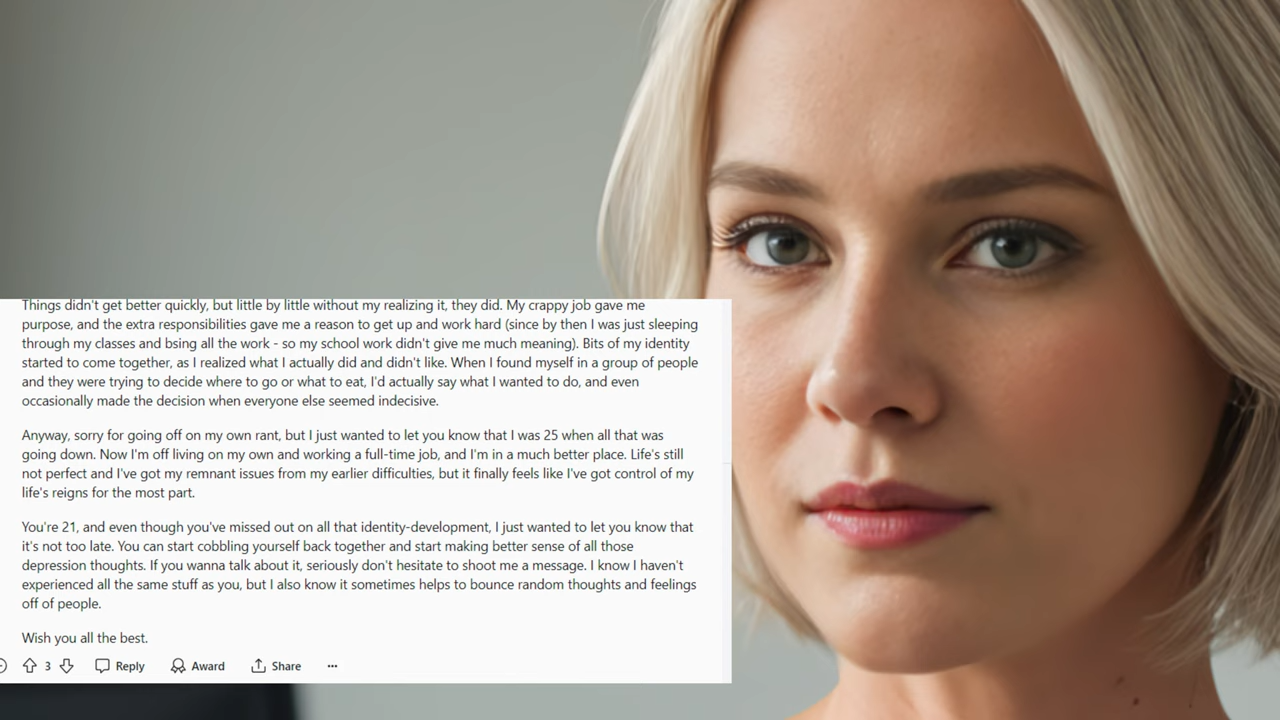 Things didn't get better quickly, but little by little without my realizing it, they did. My crappy job gave me
purpose, and the extra responsibilities gave me a reason to get up and work hard (since by then I was just sleeping
through my classes and bsing all the work - so my school work didn't give me much meaning). Bits of my identity
started to come together, as I realized what I actually did and didn't like. When I found myself in a group of people
and they were trying to decide where to go or what to eat, I'd actually say what I wanted to do, and even
occasionally made the decision when everyone else seemed indecisive.
Anyway, sorry for going off on my own rant, but I just wanted to let you know that I was 25 when all that was
going down. Now I'm off living on my own and working a full-time job, and I'm in a much better place. Life's still
not perfect and I've got my remnant issues from my earlier difficulties, but it finally feels like I've got control of my
life's reigns for the most part.
You're 21, and even though you've missed out on all that identity-development, I just wanted to let you know that
it's not too late. You can start cobbling yourself back together and start making better sense of all those
depression thoughts. If you wanna talk about it, seriously don't hesitate to shoot me a message. I know I haven't
experienced all the same stuff as you, but I also know it sometimes helps to bounce random thoughts and feelings
off of people.
Wish you all the best.
3 Reply Award Share ...